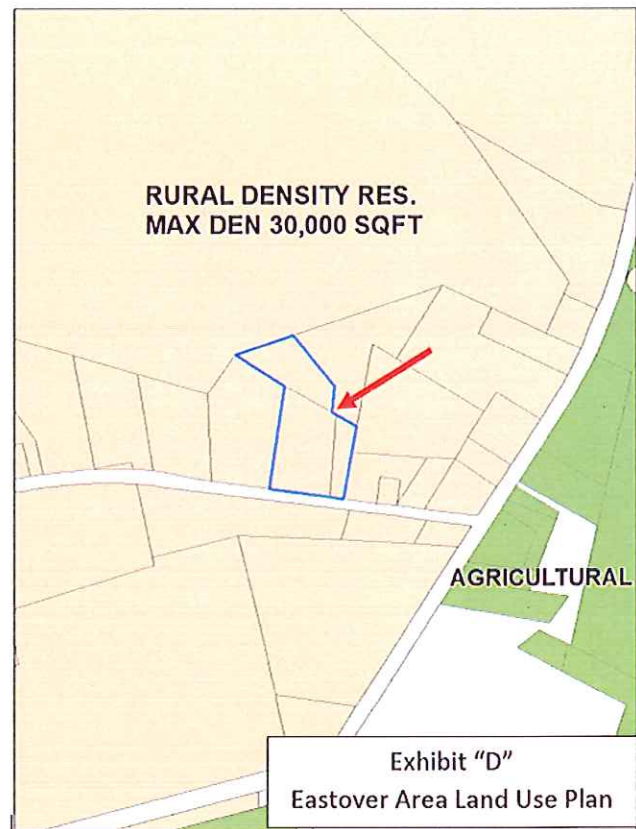 RURAL DENSITY RES.
MAX DEN 30,000 SQFT
AGRICULTURAL
Exhibit “D”
Eastover Area Land Use Plan